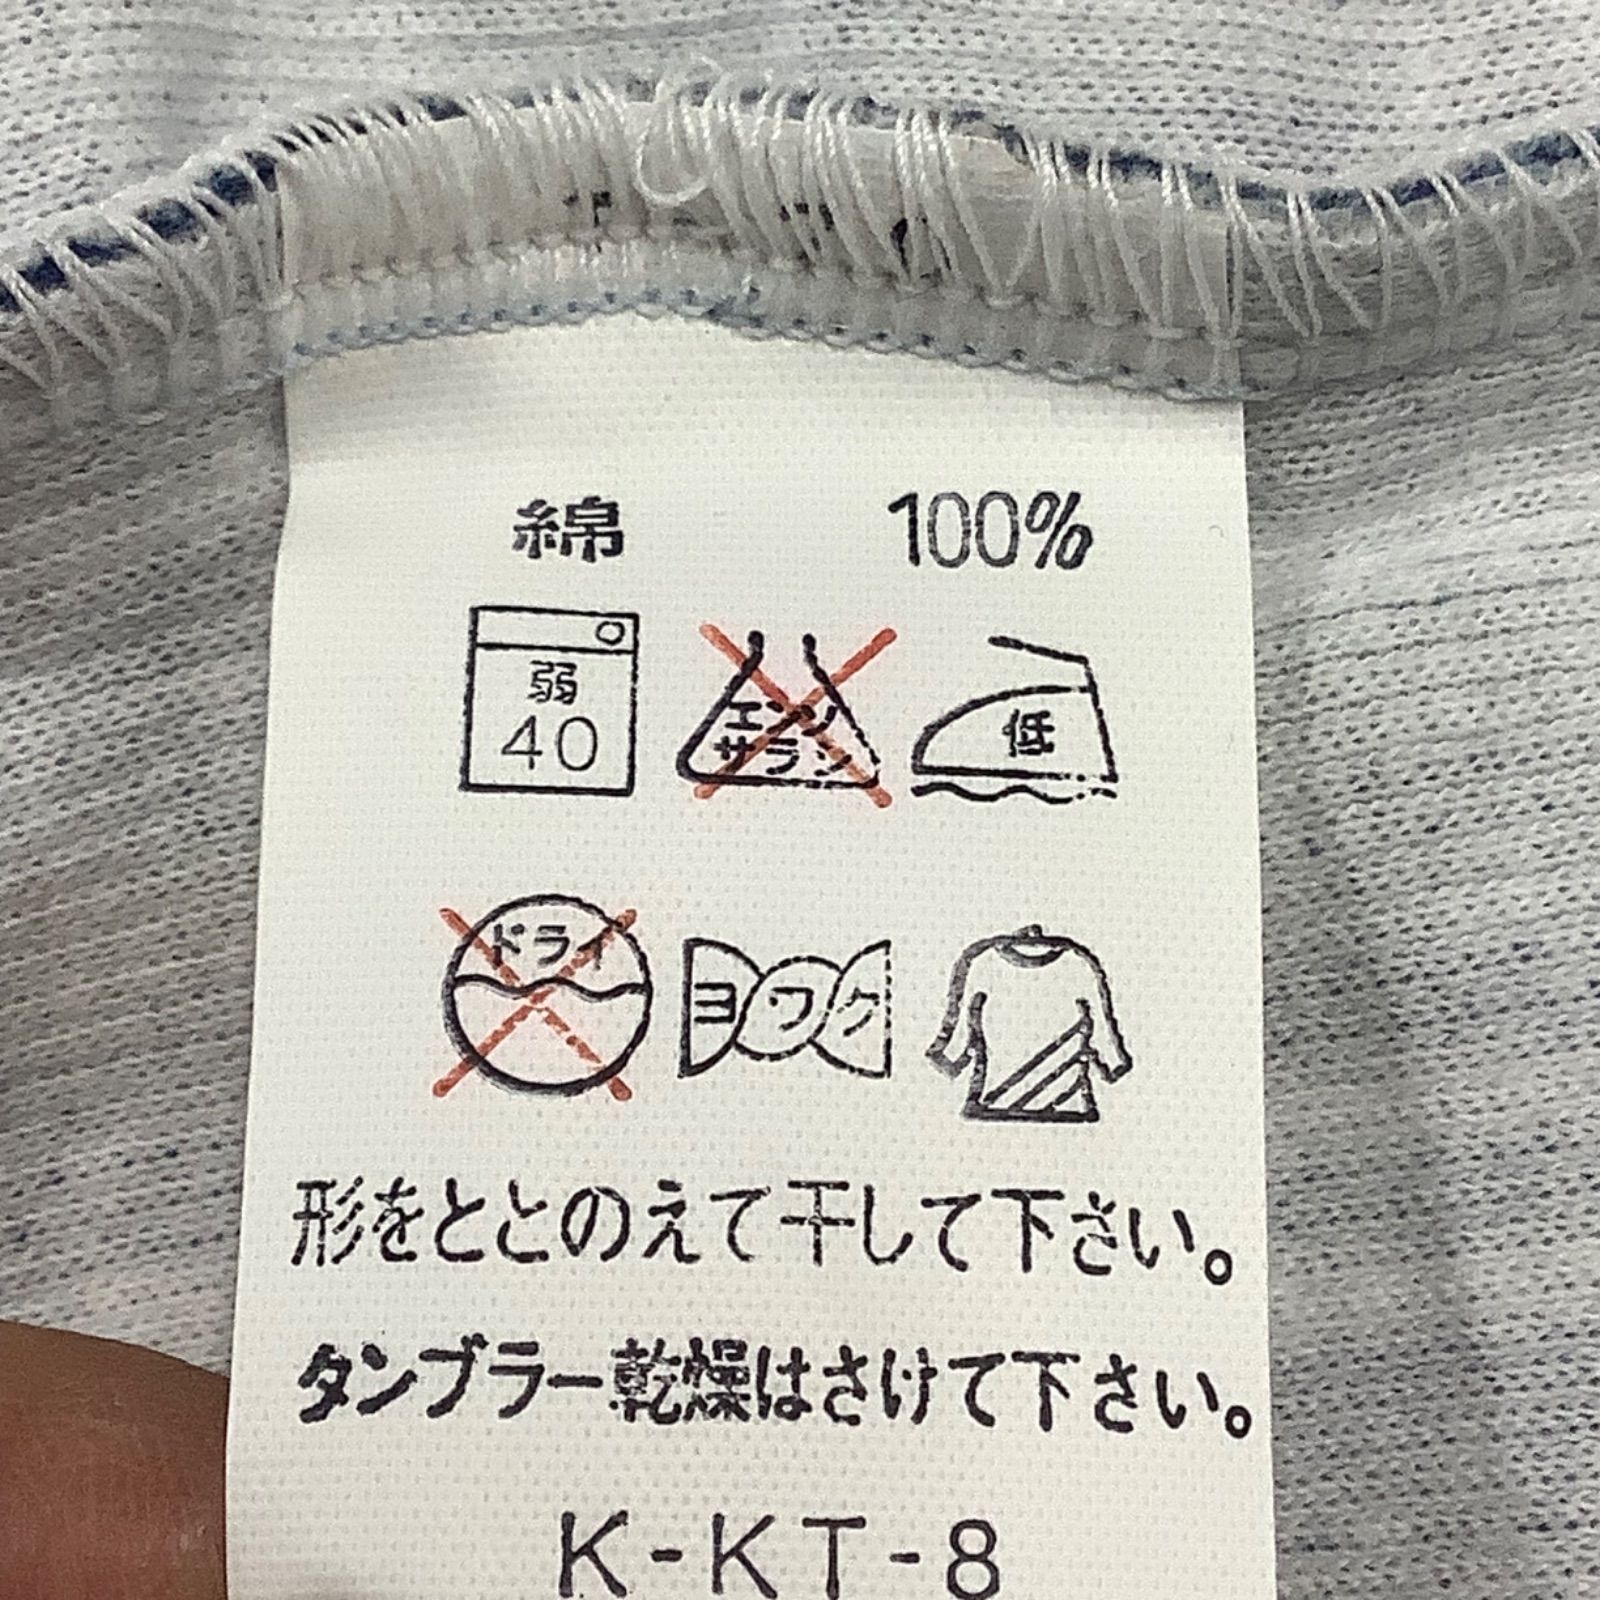 綿 100%
弱 エンソ 低
40 サラシ
ドライ ヨワク
形をととのえて干して下さい。
タンブラー乾燥はさけて下さい。
K-KT-8